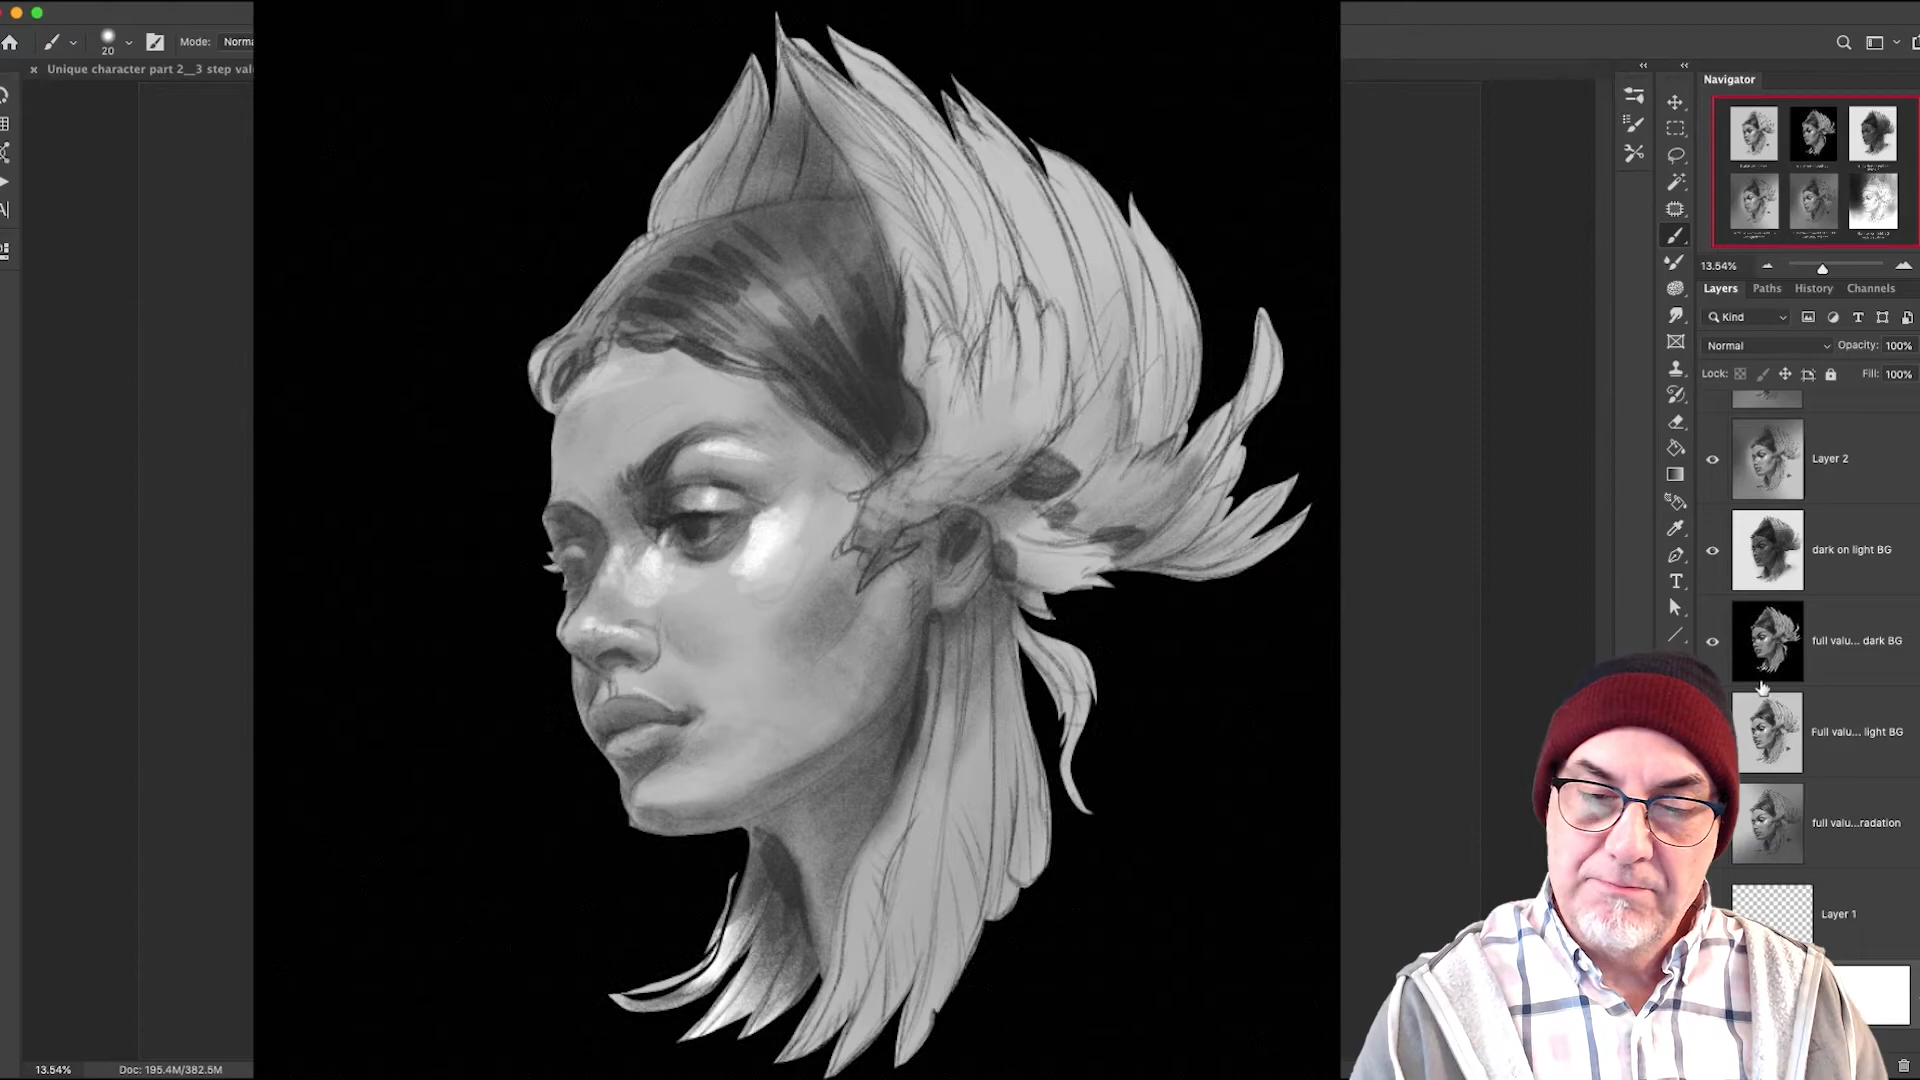 20
Mode: Norma
× Unique character part 2__3 step val
Navigator
13.54%
Layers Paths History Channels
Kind
Normal Opacity: 100%
Lock: Fill: 100%
Layer 2
dark on light BG
full valu... dark BG
Full valu... light BG
full valu...radation
Layer 1
13.54% Doc: 195.4M/382.5M